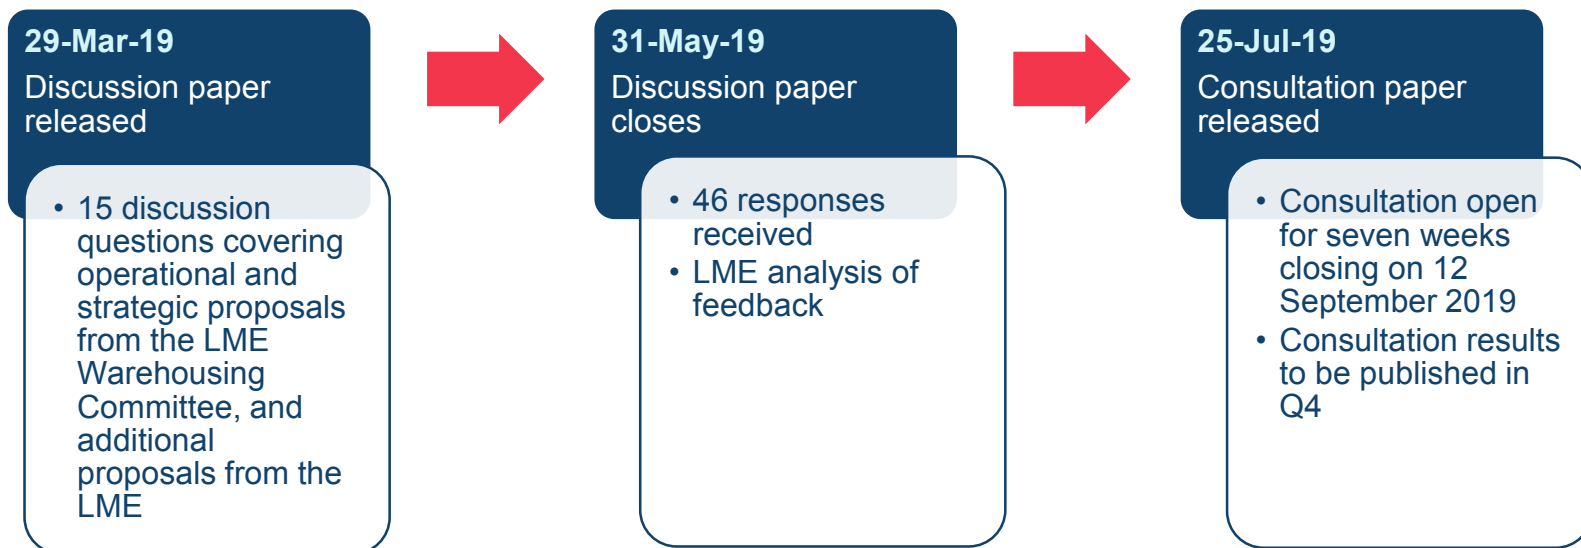 29-Mar-19
Discussion paper
released
• 15 discussion
questions covering
operational and
strategic proposals
from the LME
Warehousing
Committee, and
additional
proposals from the
LME
31-May-19
Discussion paper
closes
• 46 responses
received
• LME analysis of
feedback
25-Jul-19
Consultation paper
released
• Consultation open
for seven weeks
closing on 12
September 2019
• Consultation results
to be published in
Q4